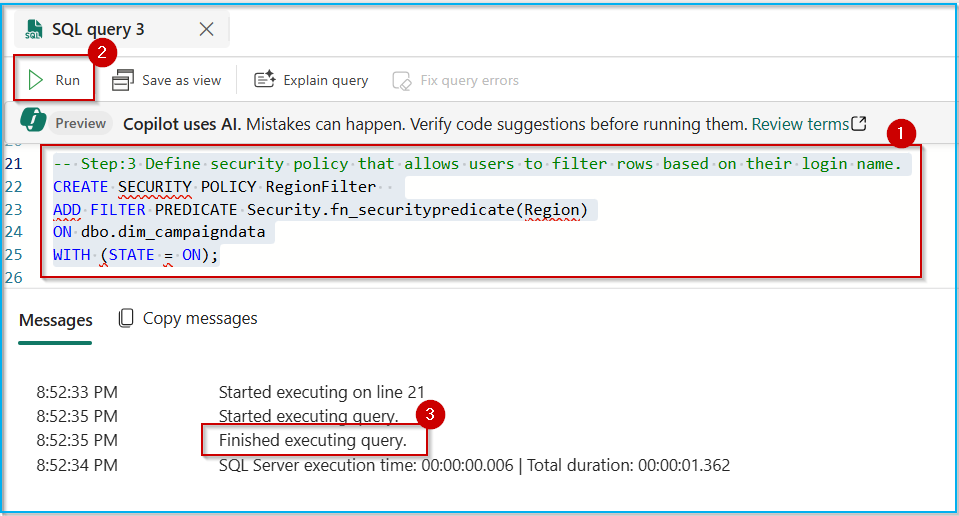 SQL query 3
2
Run Save as view Explain query Fix query errors
Preview Copilot uses AI. Mistakes can happen. Verify code suggestions before running them. Review terms
1
21 -- Step:3 Define security policy that allows users to filter rows based on their login name.
22 CREATE SECURITY POLICY RegionFilter
23 ADD FILTER PREDICATE Security.fn_securitypredicate(Region)
24 ON dbo.dim_campaigndata
25 WITH (STATE = ON);
26
Messages Copy messages
8:52:33 PM Started executing on line 21
8:52:35 PM Started executing query.
3
8:52:35 PM Finished executing query.
8:52:34 PM SQL Server execution time: 00:00:00.006 | Total duration: 00:00:01.362